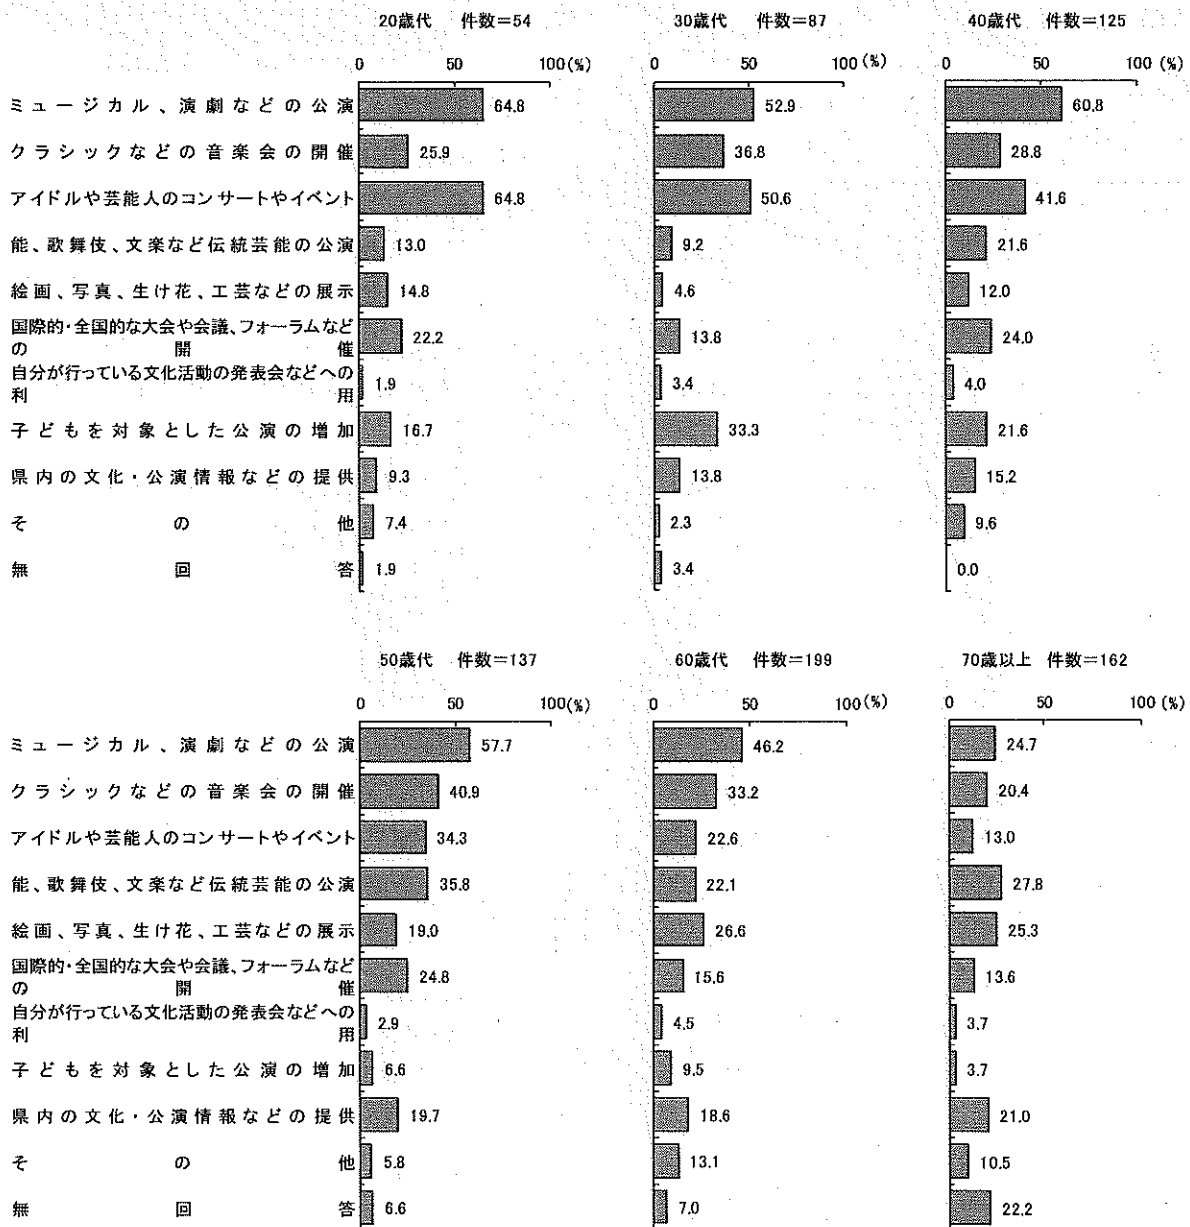 20歳代 件数=54 30歳代 件数=87 40歳代 件数=125
0 50 100(%) 0 50 100(%) 0 50 100(%)
ミュージカル、演劇などの公演 64.8 52.9 60.8
クラシックなどの音楽会の開催 25.9 36.8 28.8
アイドルや芸能人のコンサートやイベント 64.8 50.6 41.6
能、歌舞伎、文楽など伝統芸能の公演 13.0 9.2 21.6
絵画、写真、生け花、工芸などの展示 14.8 4.6 12.0
国際的・全国的な大会や会議、フォーラムなど
の開催 22.2 13.8 24.0
自分が行っている文化活動の発表会などへの
利用 1.9 3.4 4.0
子どもを対象とした公演の増加 16.7 33.3 21.6
県内の文化・公演情報などの提供 9.3 13.8 15.2
その他 7.4 2.3 9.6
無回答 1.9 3.4 0.0
50歳代 件数=137 60歳代 件数=199 70歳以上 件数=162
0 50 100(%) 0 50 100(%) 0 50 100(%)
ミュージカル、演劇などの公演 57.7 46.2 24.7
クラシックなどの音楽会の開催 40.9 33.2 20.4
アイドルや芸能人のコンサートやイベント 34.3 22.6 13.0
能、歌舞伎、文楽など伝統芸能の公演 35.8 22.1 27.8
絵画、写真、生け花、工芸などの展示 19.0 26.6 25.3
国際的・全国的な大会や会議、フォーラムなど
の開催 24.8 15.6 13.6
自分が行っている文化活動の発表会などへの
利用 2.9 4.5 3.7
子どもを対象とした公演の増加 6.6 9.5 3.7
県内の文化・公演情報などの提供 19.7 18.6 21.0
その他 5.8 13.1 10.5
無回答 6.6 7.0 22.2